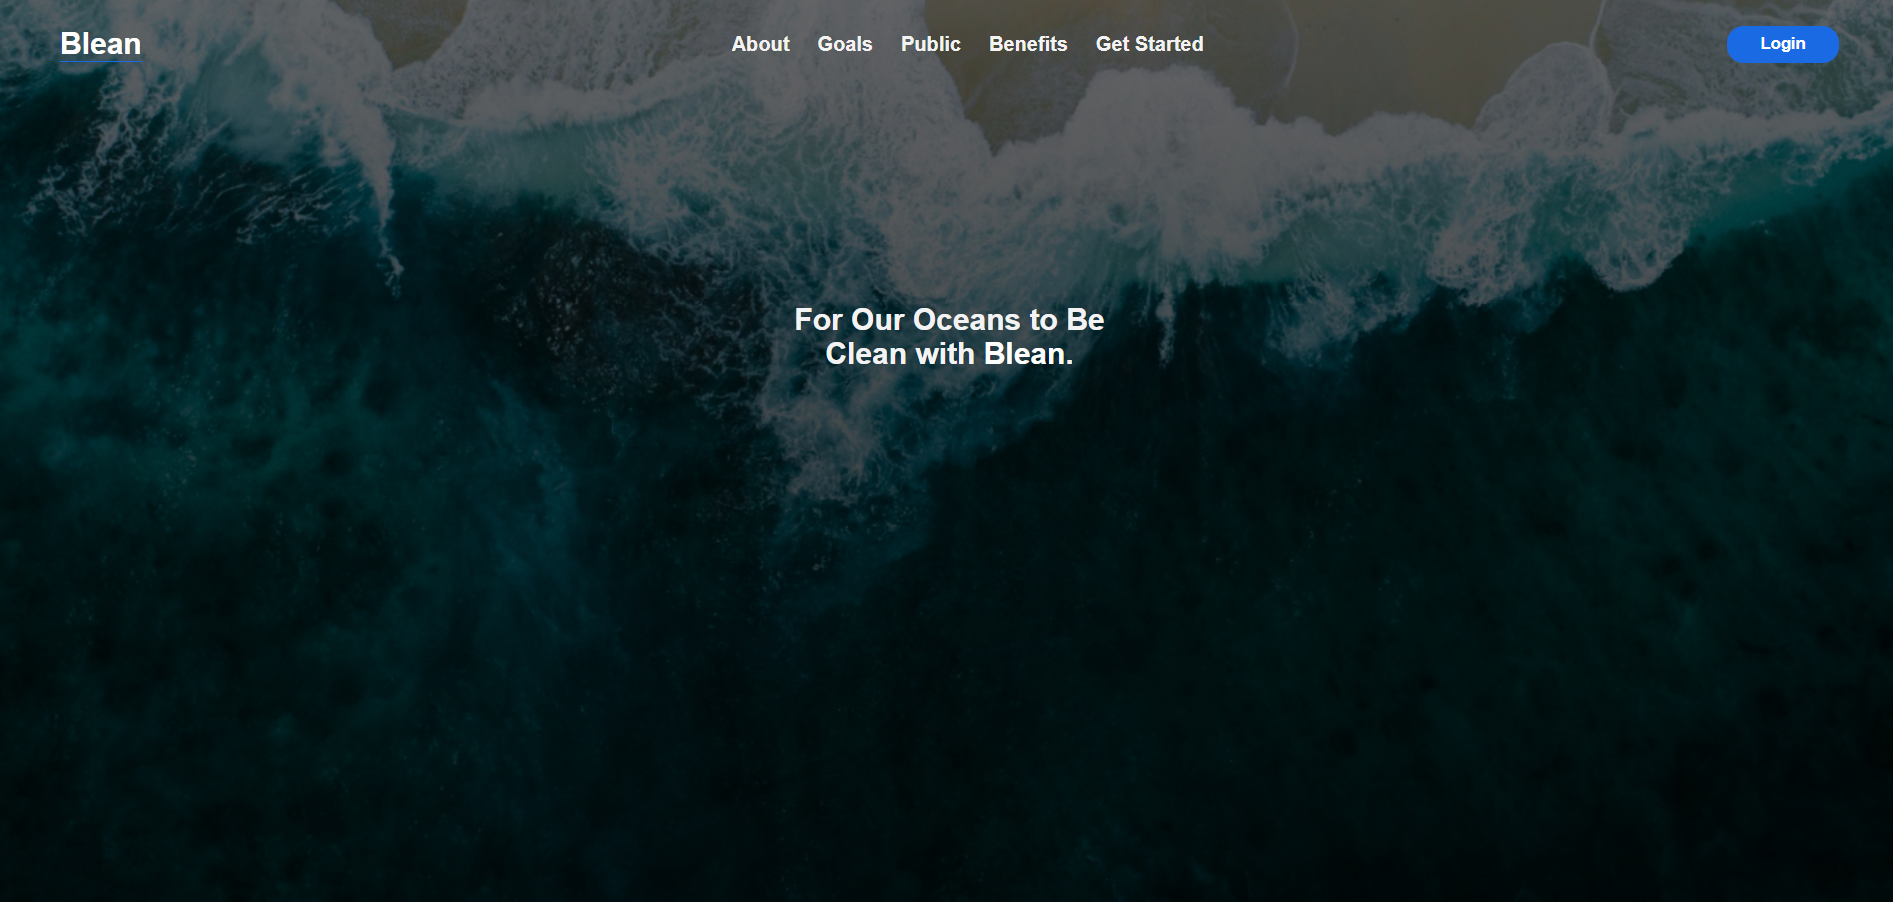 Blean
About Goals Public Benefits Get Started
Login
For Our Oceans to Be
Clean with Blean.